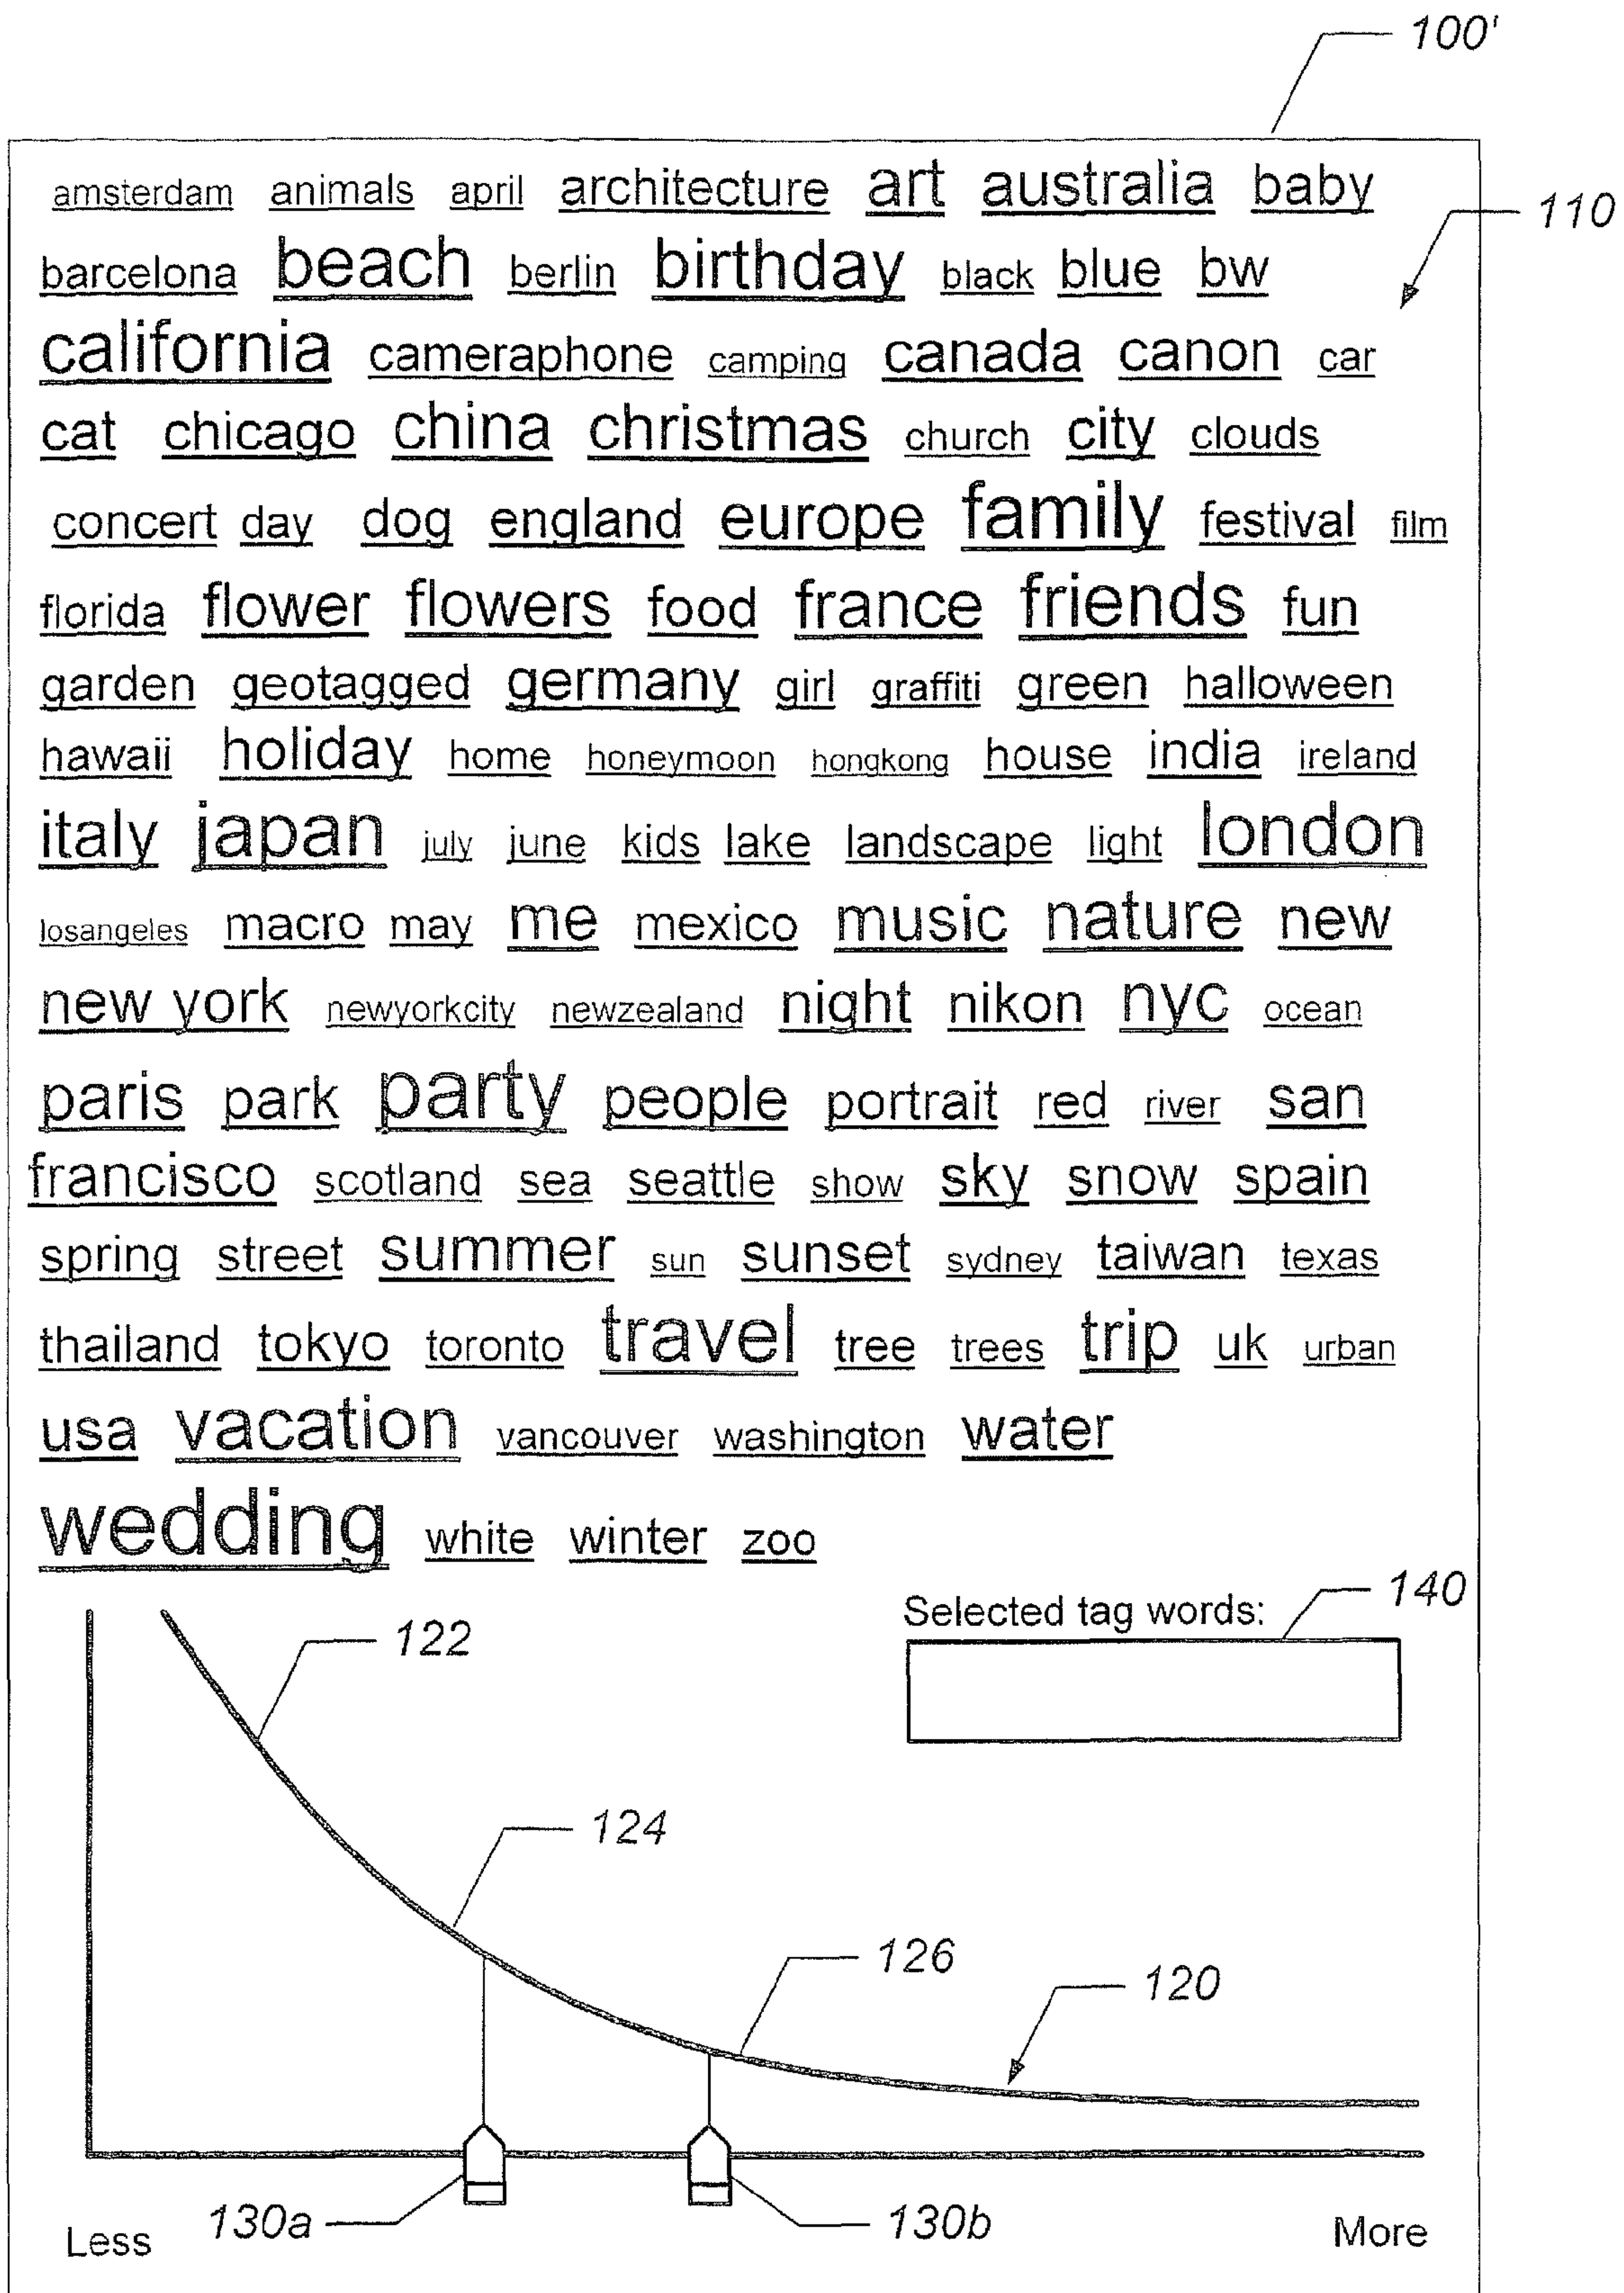 100'
amsterdam animals april architecture art australia baby
110
barcelona beach berlin birthday black blue bw
california cameraphone camping canada canon car
cat chicago china christmas church city clouds
concert day dog england europe family festival film
florida flower flowers food france friends fun
garden geotagged germany girl graffiti green halloween
hawaii holiday home honeymoon hongkong house india ireland
italy japan july june kids lake landscape light london
losangeles macro may me mexico music nature new
new york newyorkcity newzealand night nikon nyc ocean
paris park party people portrait red river san
francisco scotland sea seattle show sky snow spain
spring street summer sun sunset sydney taiwan texas
thailand tokyo toronto travel tree trees trip uk urban
usa vacation vancouver washington water
wedding white winter zoo
140
Selected tag words:
122
124
126
120
130a
130b
Less
More